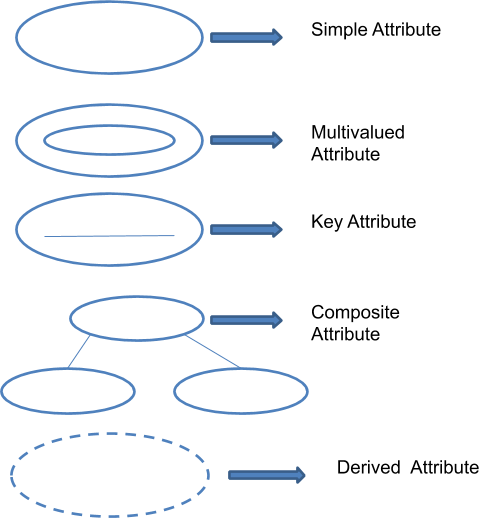 Simple Attribute
Multivalued
Attribute
Key Attribute
Composite
Attribute
Derived  Attribute